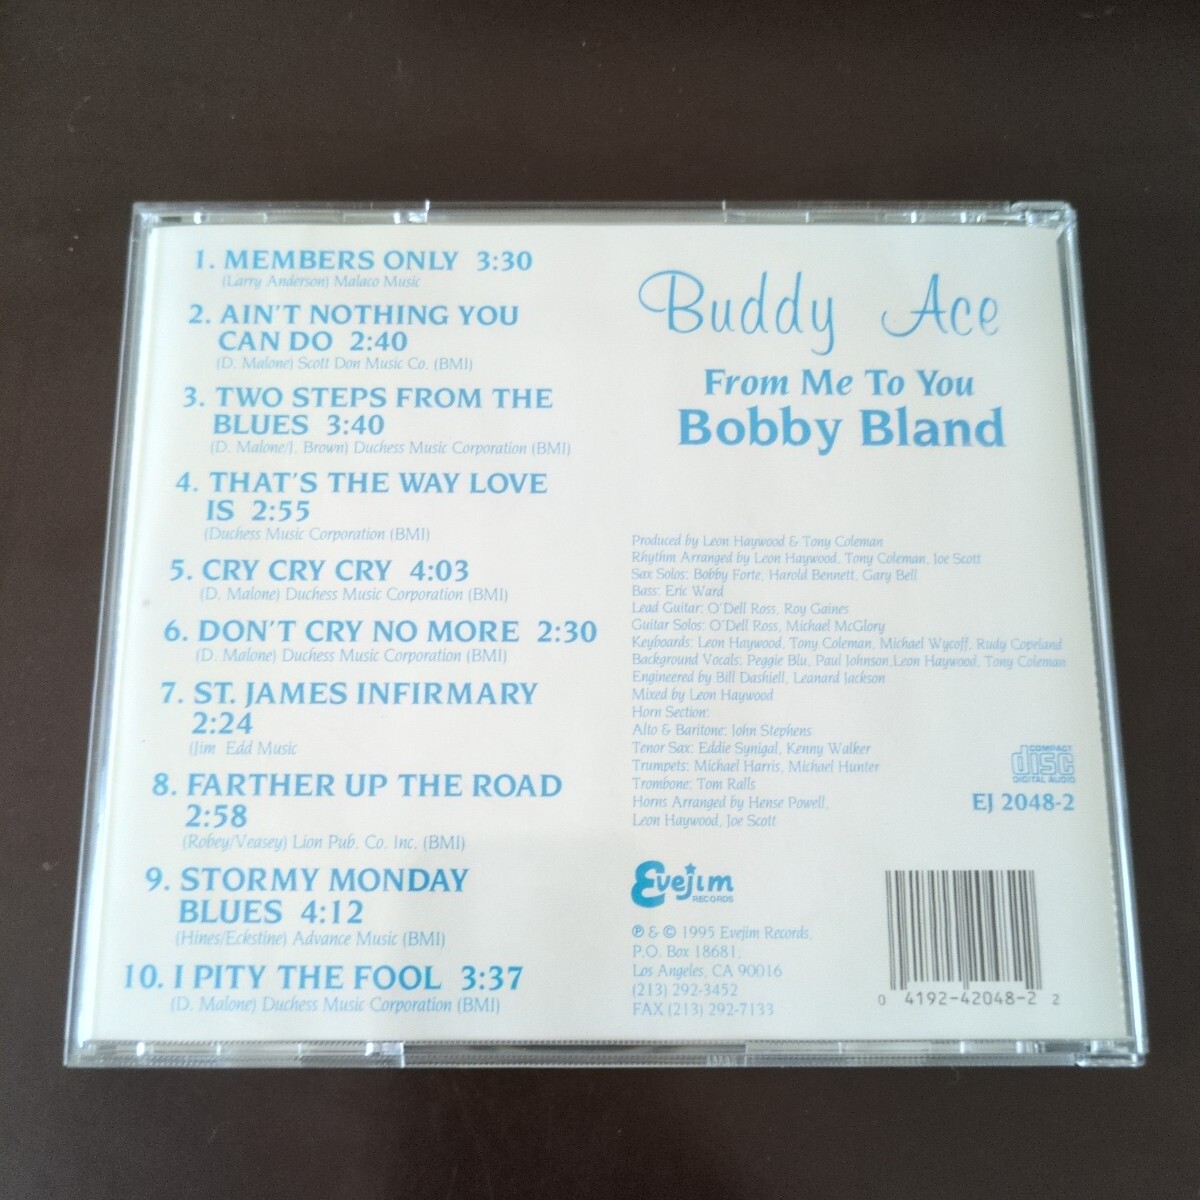 1. MEMBERS ONLY 3:30
(Larry Anderson) Malaco Music
2. AIN'T NOTHING YOU
CAN DO 2:40
(D. Malone) Scott Don Music Co. (BMI)
3. TWO STEPS FROM THE
BLUES 3:40
(D. Malone/J. Brown) Duchess Music Corporation (BMI)
4. THAT'S THE WAY LOVE
IS 2:55
(Duchess Music Corporation (BMI)
5. CRY CRY CRY 4:03
(D. Malone) Duchess Music Corporation (BMI)
6. DON'T CRY NO MORE 2:30
(D. Malone) Duchess Music Corporation (BMI)
7. ST. JAMES INFIRMARY
2:24
(Jim Edd Music
8. FARTHER UP THE ROAD
2:58
(Robey/Veasey) Lion Pub. Co. Inc. (BMI)
9. STORMY MONDAY
BLUES 4:12
(Hines/Eckstine) Advance Music (BMI)
10. I PITY THE FOOL 3:37
(D. Malone) Duchess Music Corporation (BMI)
Buddy Ace
From Me To You
Bobby Bland
Produced by Leon Haywood & Tony Coleman
Rhythm Arranged by Leon Haywood, Tony Coleman, Joe Scott
Sax Solos: Bobby Forte, Harold Bennett, Gary Bell
Bass: Eric Ward
Lead Guitar: O'Dell Ross, Roy Gaines
Guitar Solos: O'Dell Ross, Michael McGlory
Keyboards: Leon Haywood, Tony Coleman, Michael Wycoff, Rudy Copeland
Background Vocals: Peggie Blu, Paul Johnson,Leon Haywood, Tony Coleman
Engineered by Bill Dashiell, Leanard Jackson
Mixed by Leon Haywood
Horn Section:
Alto & Baritone: John Stephens
Tenor Sax: Eddie Synigal, Kenny Walker
Trumpets: Michael Harris, Michael Hunter
Trombone: Tom Ralls
Horns Arranged by Hense Powell,
Leon Haywood, Joe Scott
COMPACT
disc
DIGITAL AUDIO
EJ 2048-2
Evejim
RECORDS
℗ & © 1995 Evejim Records,
P.O. Box 18681,
Los Angeles, CA 90016
(213) 292-3452
FAX (213) 292-7133
0 4192-42048-2 2